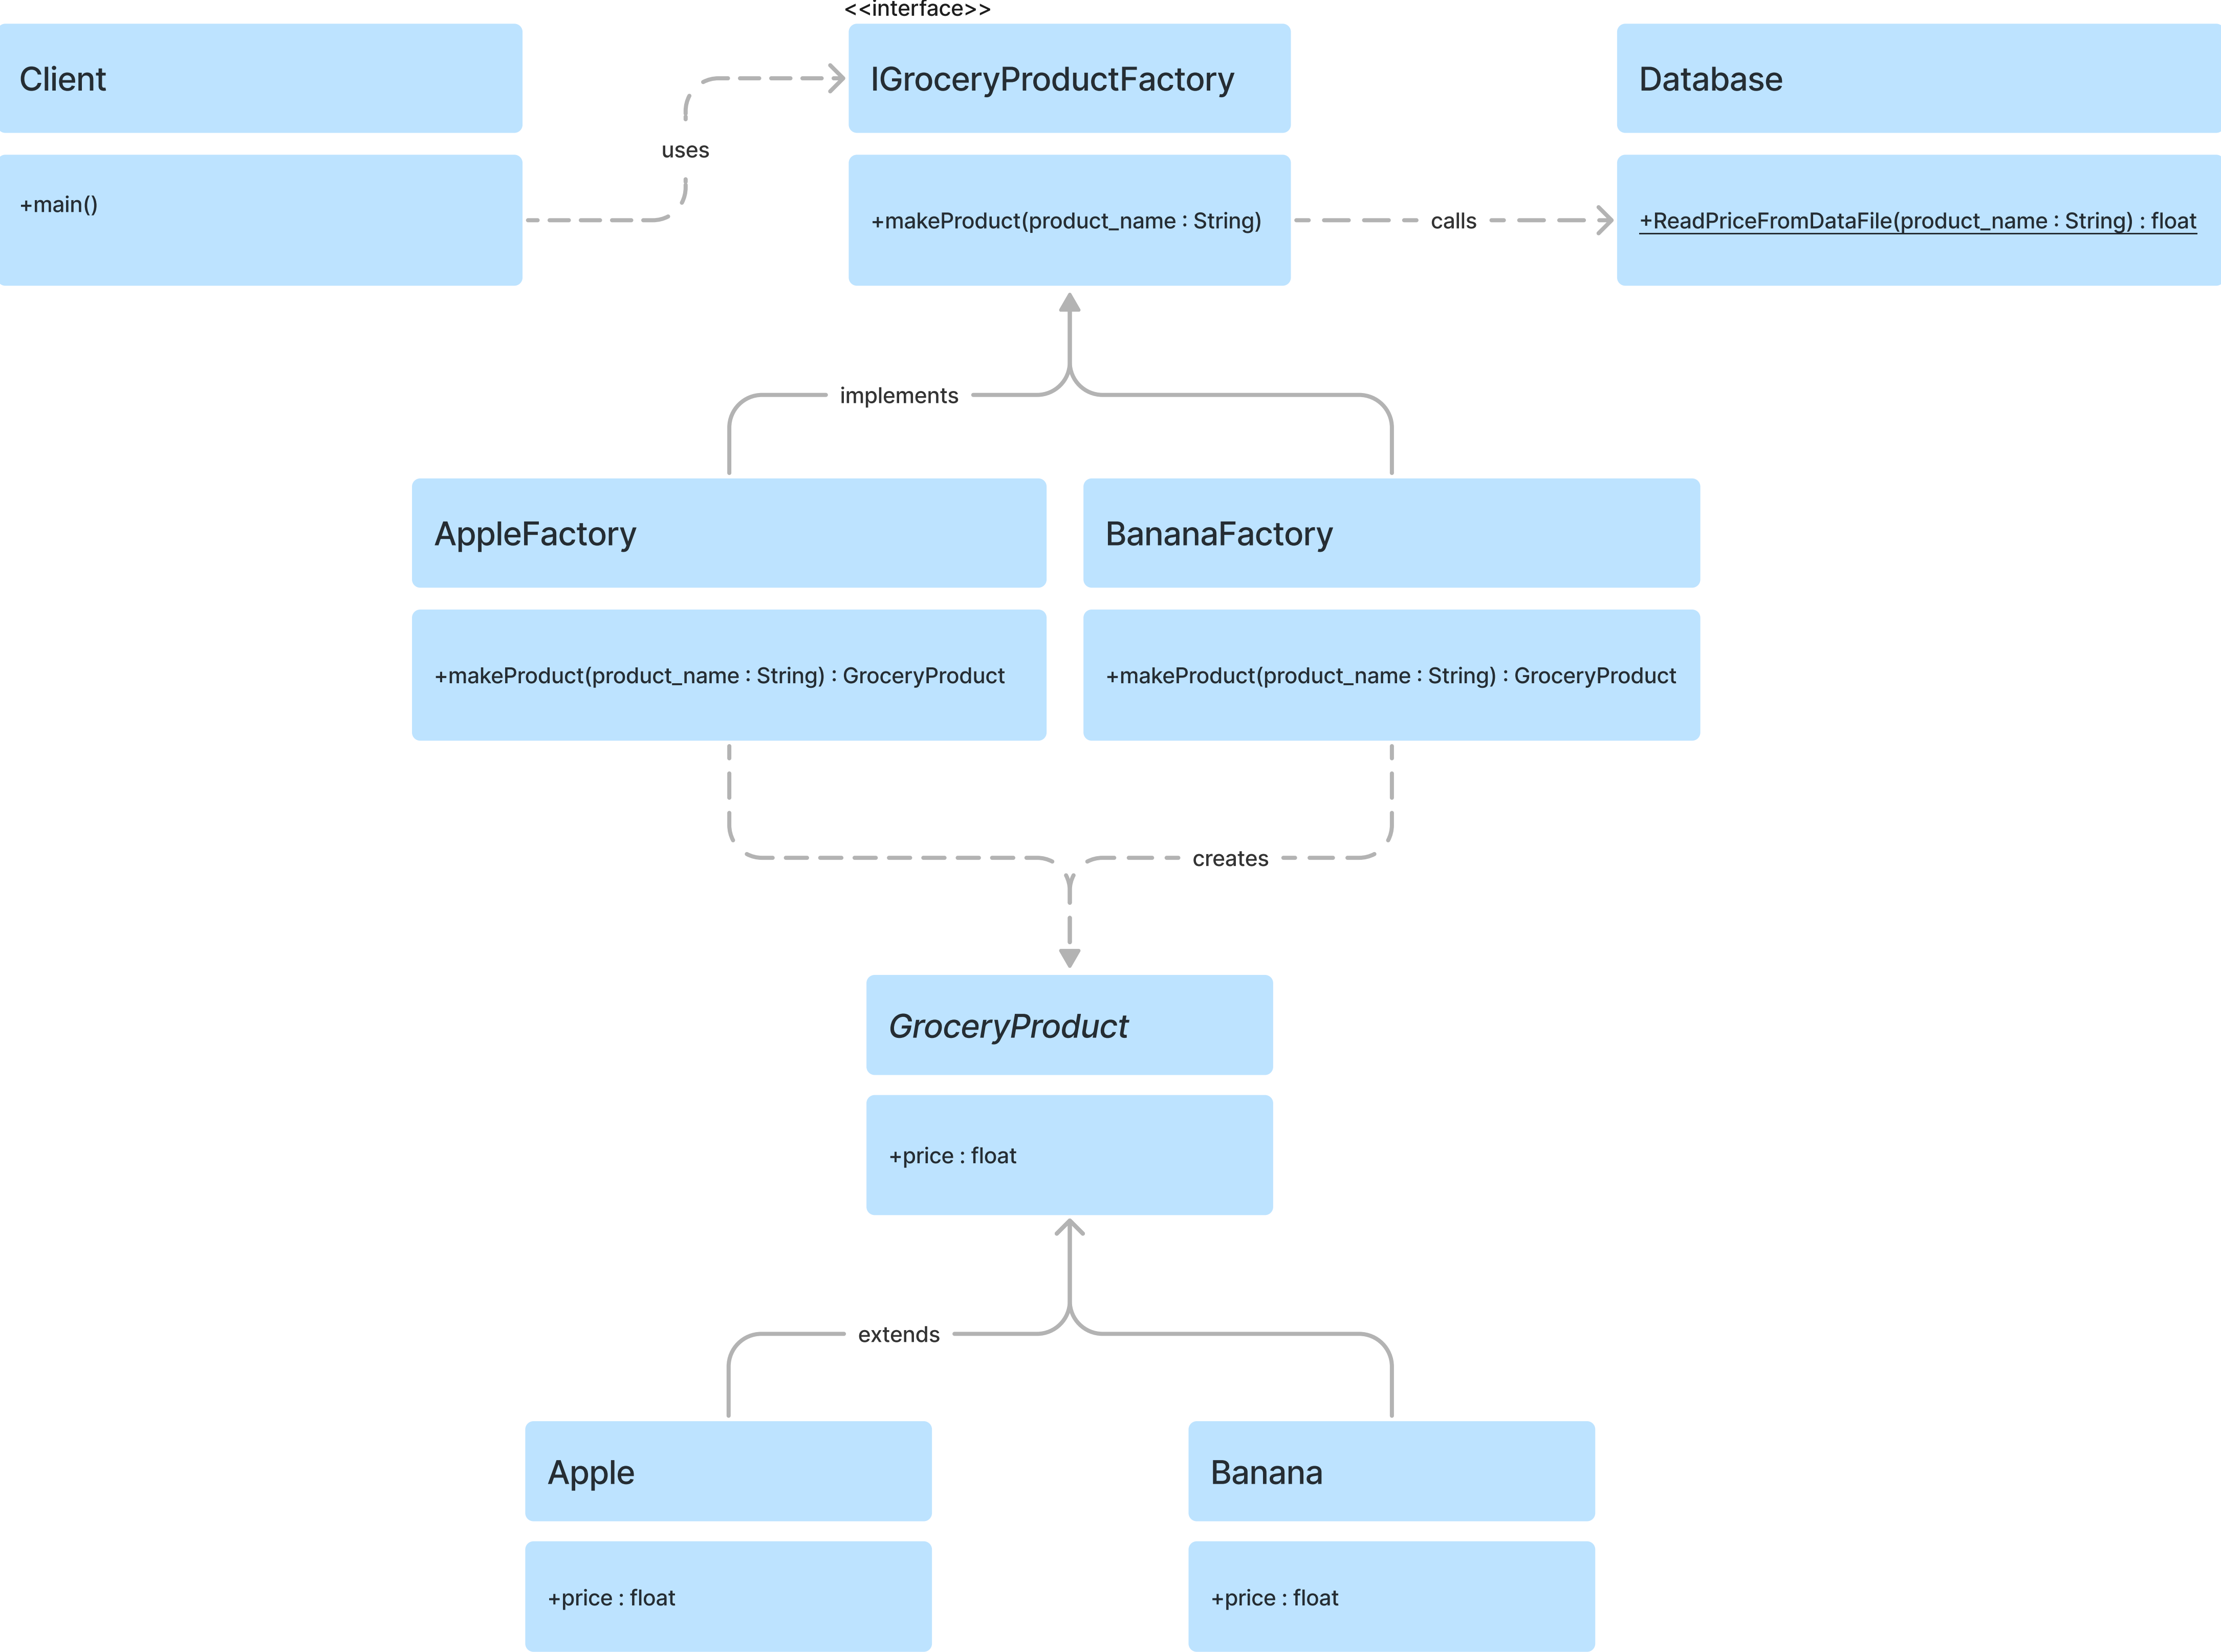 <<interface>>
Client
IGroceryProductFactory
Database
uses
+main()
+makeProduct(product_name : String)
calls
+ReadPriceFromDataFile(product_name : String) : float
implements
AppleFactory
BananaFactory
+makeProduct(product_name : String) : GroceryProduct
+makeProduct(product_name : String) : GroceryProduct
creates
GroceryProduct
+price : float
extends
Apple
Banana
+price : float
+price : float